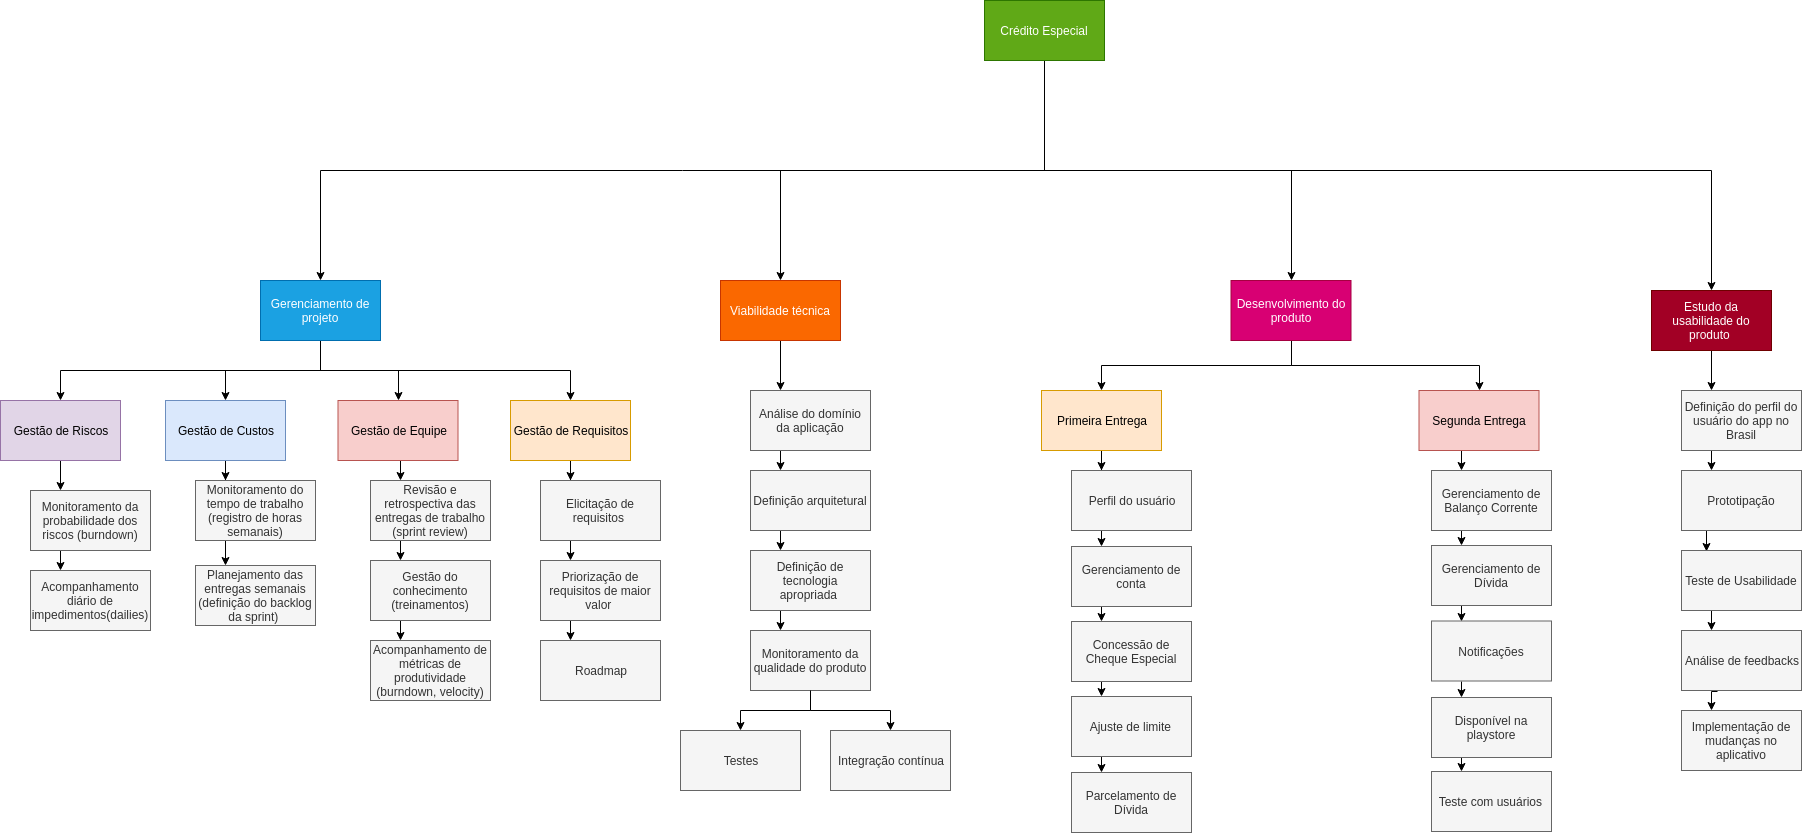 Crédito Especial
Gerenciamento de
projeto
Viabilidade técnica
Desenvolvimento do
produto
Estudo da
usabilidade do
produto
Gestão de Riscos
Monitoramento da
probabilidade dos
riscos (burndown)
Acompanhamento
diário de
impedimentos(dailies)
Gestão de Custos
Monitoramento do
tempo de trabalho
(registro de horas
semanais)
Planejamento das
entregas semanais
(definição do backlog
da sprint)
Gestão de Equipe
Revisão e
retrospectiva das
entregas de trabalho
(sprint review)
Gestão do
conhecimento
(treinamentos)
Acompanhamento de
métricas de
produtividade
(burndown, velocity)
Gestão de Requisitos
Elicitação de
requisitos
Priorização de
requisitos de maior
valor
Roadmap
Análise do domínio
da aplicação
Definição arquitetural
Definição de
tecnologia
apropriada
Monitoramento da
qualidade do produto
Testes
Integração contínua
Primeira Entrega
Perfil do usuário
Gerenciamento de
conta
Concessão de
Cheque Especial
Ajuste de limite
Parcelamento de
Dívida
Segunda Entrega
Gerenciamento de
Balanço Corrente
Gerenciamento de
Dívida
Notificações
Disponível na
playstore
Teste com usuários
Definição do perfil do
usuário do app no
Brasil
Prototipação
Teste de Usabilidade
Análise de feedbacks
Implementação de
mudanças no
aplicativo